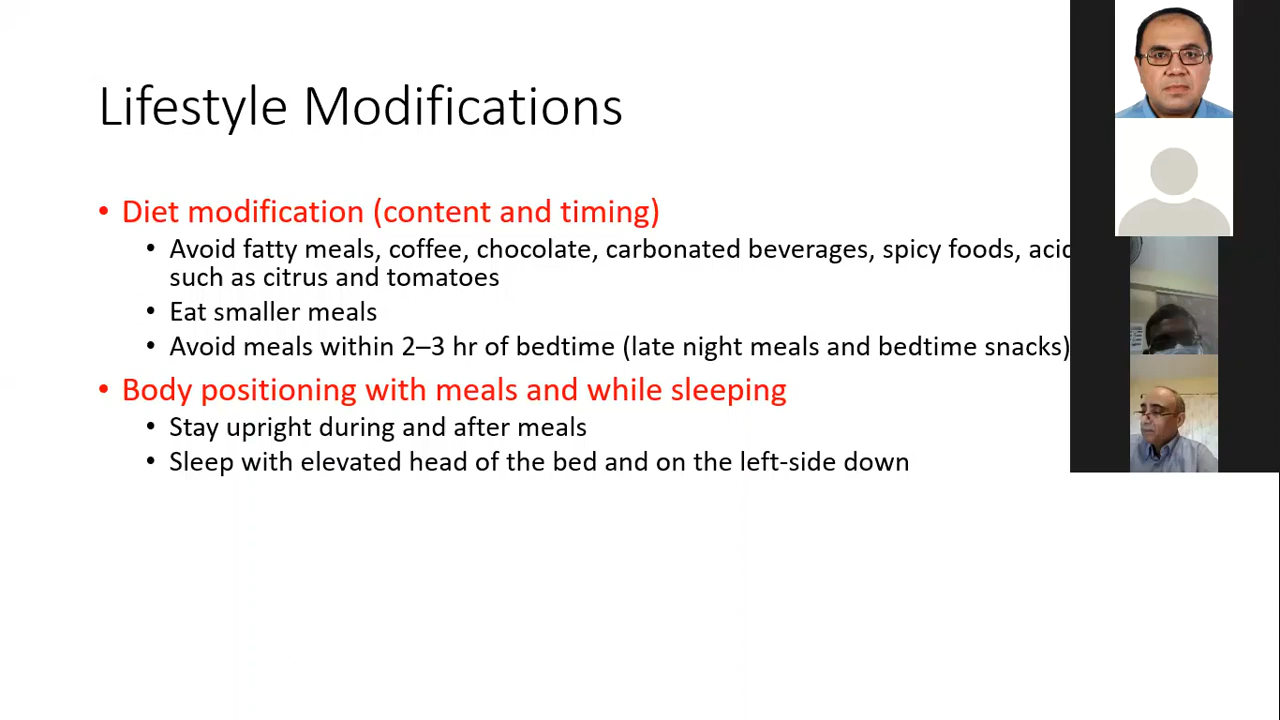 Lifestyle Modifications
• Diet modification (content and timing)
• Avoid fatty meals, coffee, chocolate, carbonated beverages, spicy foods,
such as citrus and tomatoes
• Eat smaller meals
• Avoid meals within 2–3 hr of bedtime (late night meals and bedtime snacks)
• Body positioning with meals and while sleeping
• Stay upright during and after meals
• Sleep with elevated head of the bed and on the left-side down